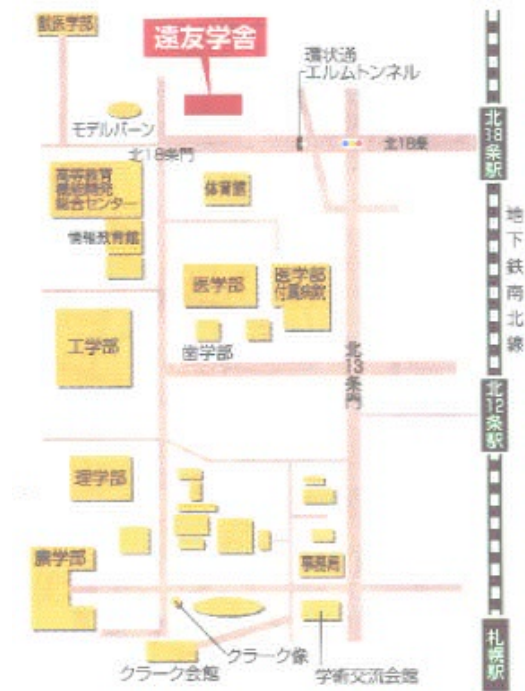 獣医学部
遠友学舎
環状通
エルムトンネル
モデルバーン
北18条門
北18条
北18条駅
高等教育
機能開発
総合センター
体育館
情報教育館
地下鉄南北線
医学部
医学部
付属病院
工学部
歯学部
北13条門
北12条駅
理学部
農学部
事務局
クラーク像
クラーク会館
学術交流会館
札幌駅